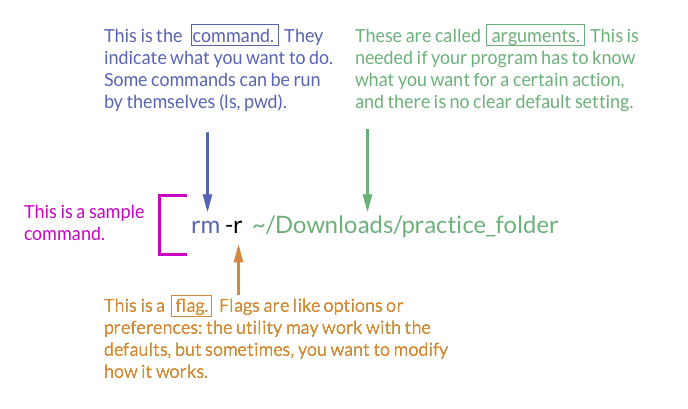 This is the command. They
indicate what you want to do.
Some commands can be run
by themselves (ls, pwd).
These are called arguments. This is
needed if your program has to know
what you want for a certain action,
and there is no clear default setting.
This is a sample
command.
rm -r ~/Downloads/practice_folder
This is a flag. Flags are like options or
preferences: the utility may work with the
defaults, but sometimes, you want to modify
how it works.